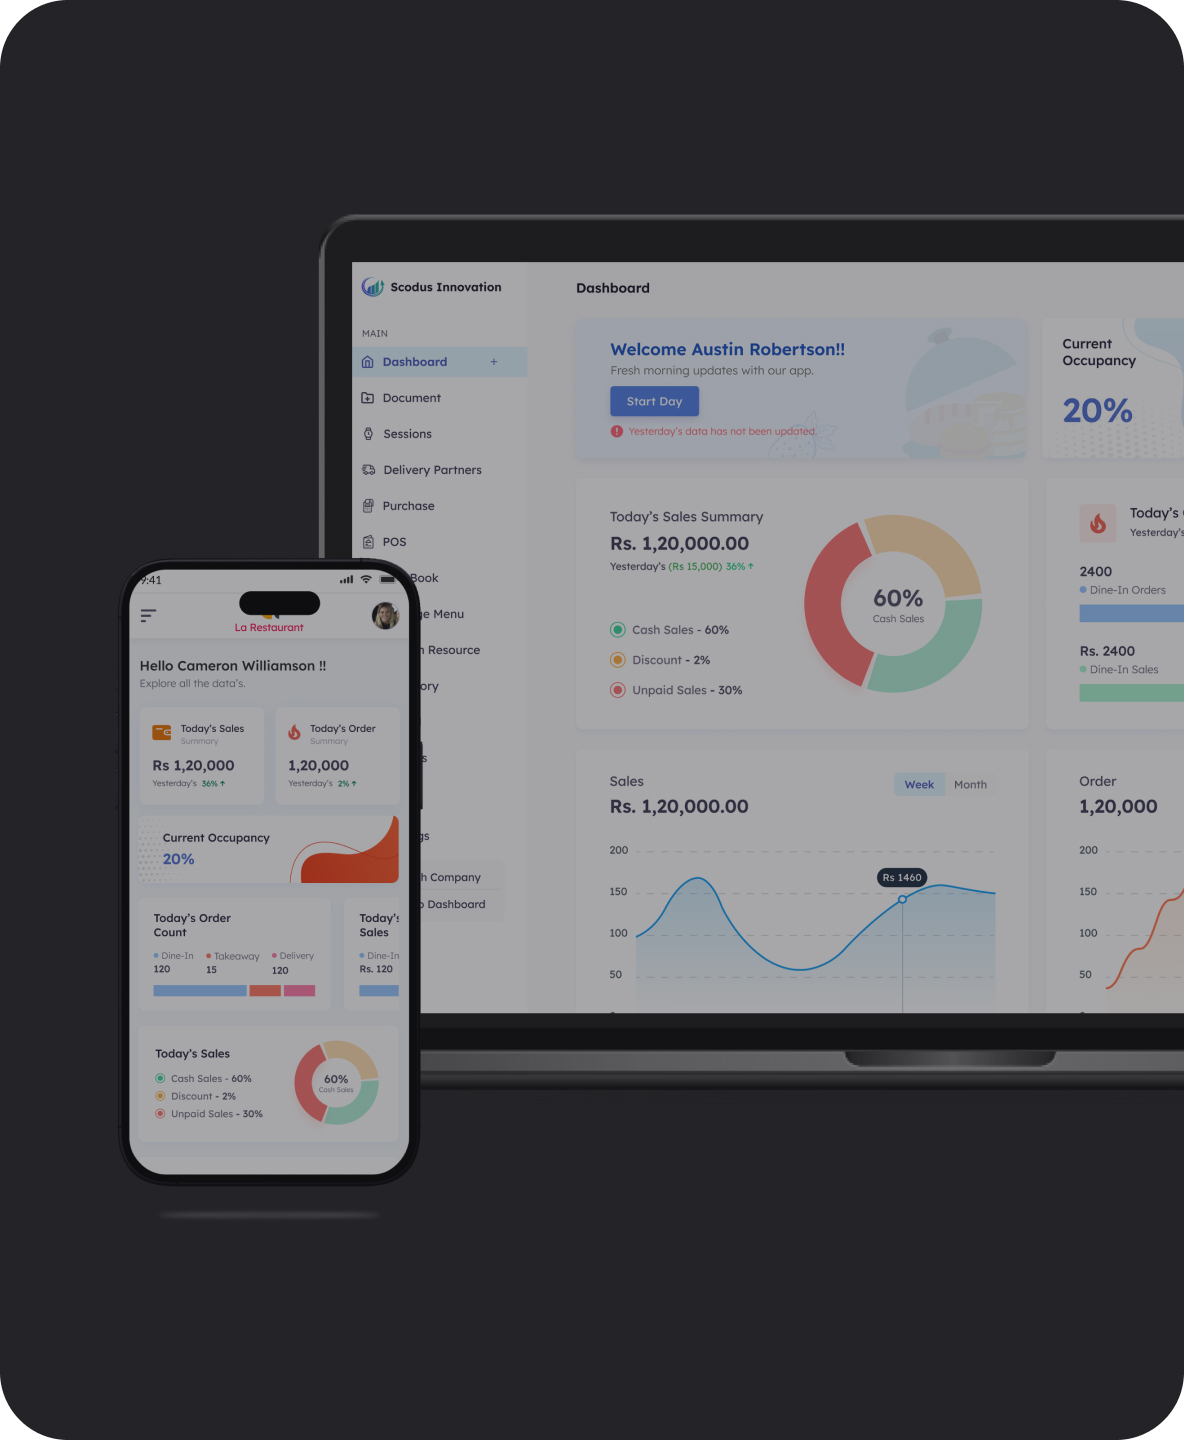 Scodus Innovation
MAIN
Dashboard +
Document
Sessions
Delivery Partners
Purchase
POS
Book
Menu
Resource
Company
Dashboard
Dashboard
Welcome Austin Robertson!!
Fresh morning updates with our app.
Start Day
Yesterday's data has not been updated.
Current
Occupancy
20%
Today's Sales Summary
Rs. 1,20,000.00
Yesterday's (Rs 15,000) 36% ↑
Cash Sales - 60%
Discount - 2%
Unpaid Sales - 30%
60%
Cash Sales
Today's
Yesterday's
2400
Dine-In Orders
Rs. 2400
Dine-In Sales
Sales
Rs. 1,20,000.00
Week Month
200
150
100
50
Rs 1460
Order
1,20,000
200
150
100
50
9:41
La Restaurant
Hello Cameron Williamson !!
Explore all the data's.
Today's Sales
Summary
Rs 1,20,000
Yesterday's 36% ↑
Today's Order
Summary
1,20,000
Yesterday's 2% ↑
Current Occupancy
20%
Today's Order
Count
Dine-In Takeaway Delivery
120 15 120
Today's
Sales
Dine-In
Rs. 120
Today's Sales
Cash Sales - 60%
Discount - 2%
Unpaid Sales - 30%
60%
Cash Sales